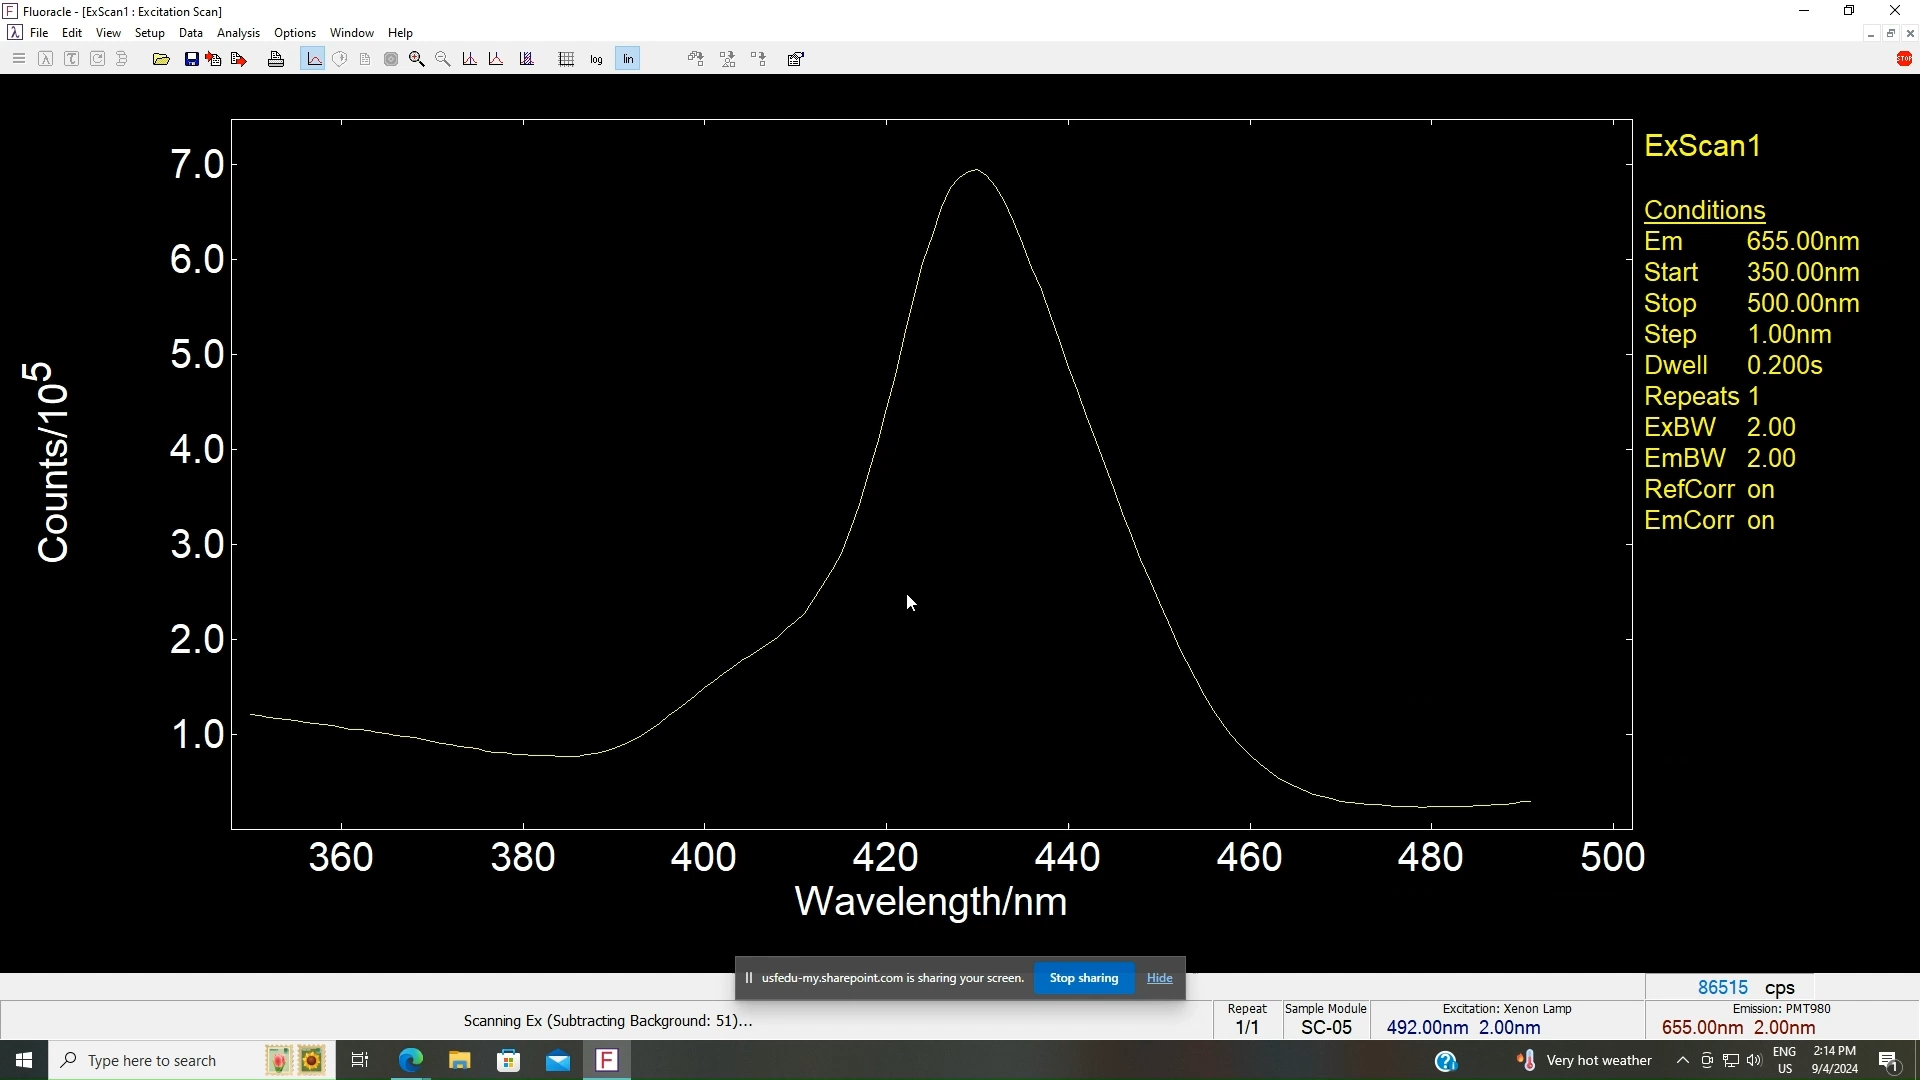 Fluoracle - [ExScan1 : Excitation Scan]
File Edit View Setup Data Analysis Options Window Help
log lin STOP
ExScan1
Conditions
Em 655.00nm
Start 350.00nm
Stop 500.00nm
Step 1.00nm
Dwell 0.200s
Repeats 1
ExBW 2.00
EmBW 2.00
RefCorr on
EmCorr on
Counts/10⁵
7.0
6.0
5.0
4.0
3.0
2.0
1.0
360 380 400 420 440 460 480 500
Wavelength/nm
usfedu-my.sharepoint.com is sharing your screen. Stop sharing Hide
86515 cps
Scanning Ex (Subtracting Background: 51)...
Repeat
1/1
Sample Module
SC-05
Excitation: Xenon Lamp
492.00nm 2.00nm
Emission: PMT980
655.00nm 2.00nm
Type here to search
Very hot weather
ENG
US
2:14 PM
9/4/2024
1